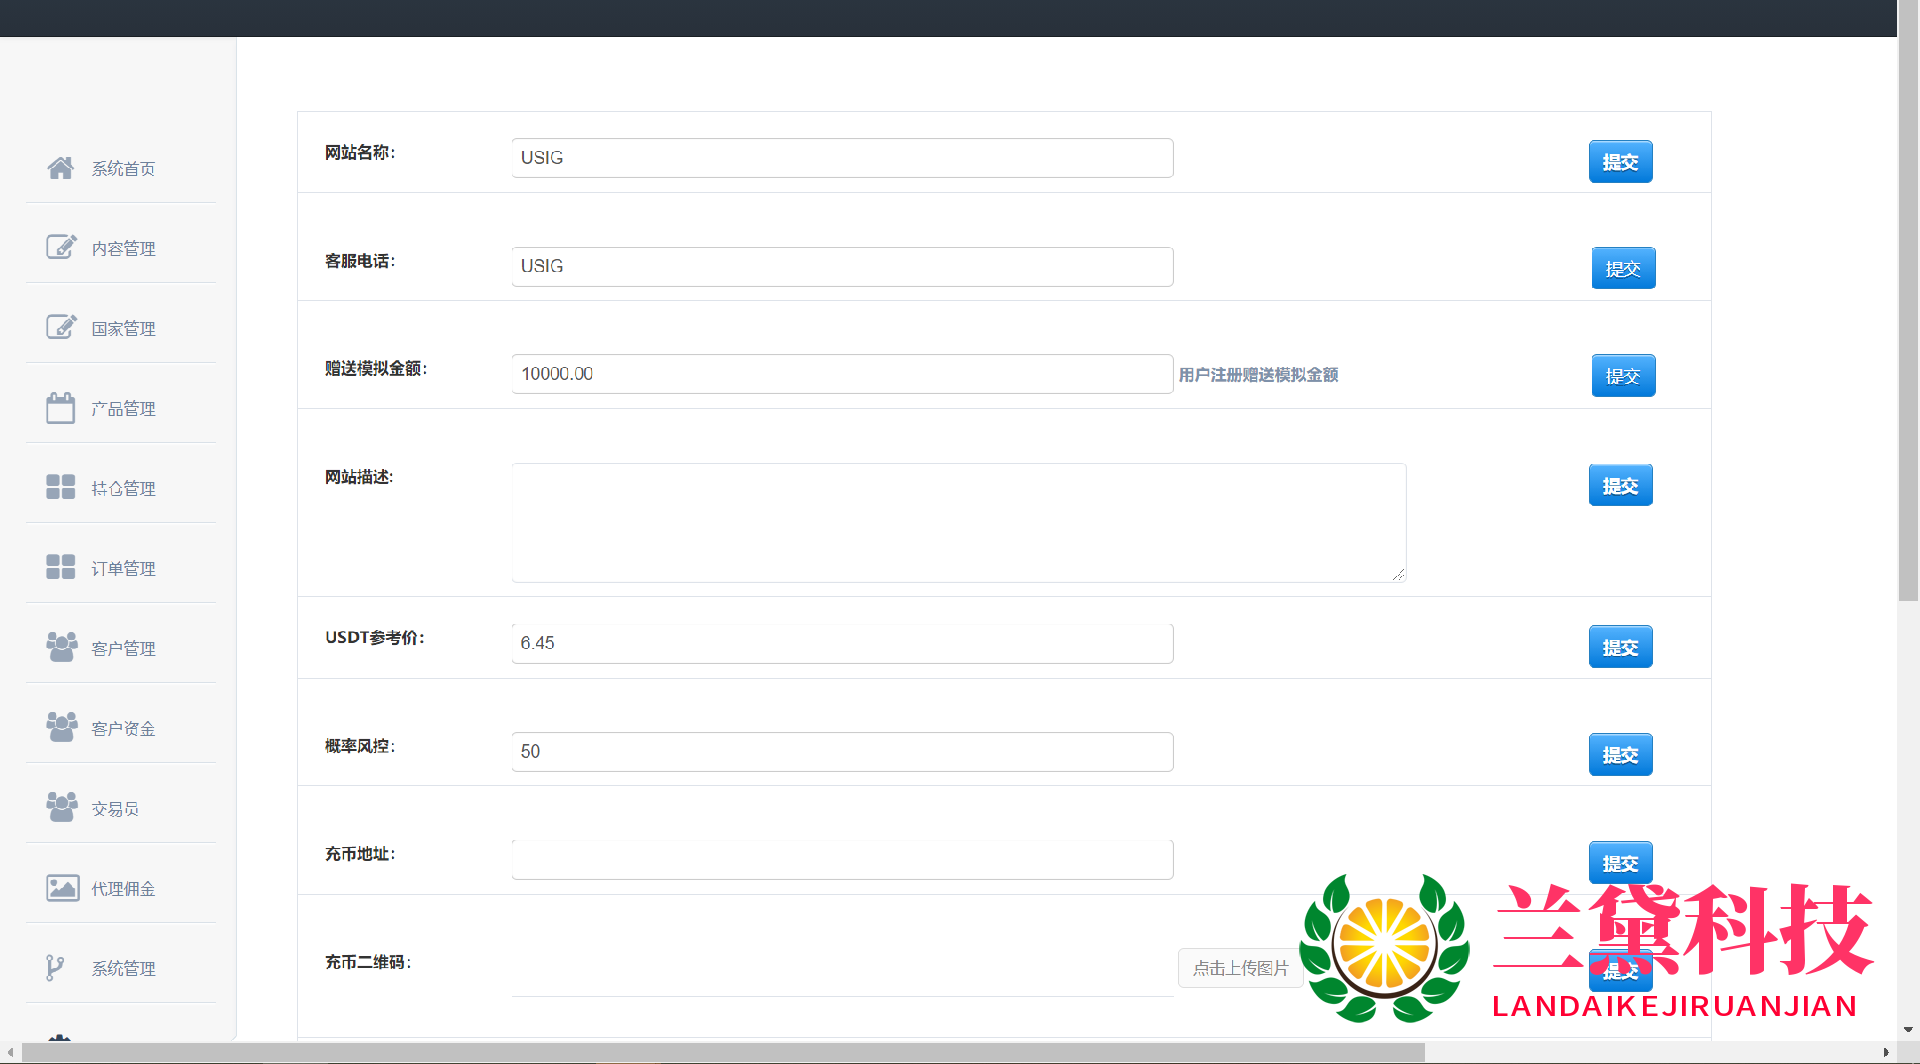 系统首页
内容管理
国家管理
产品管理
持仓管理
订单管理
客户管理
客户资金
交易员
代理佣金
系统管理
网站名称：
USIG
提交
客服电话：
USIG
提交
赠送模拟金额：
10000.00
用户注册赠送模拟金额
提交
网站描述:
提交
USDT参考价：
6.45
提交
概率风控：
50
提交
充币地址：
提交
充币二维码：
点击上传图片
提交
兰黛科技
LANDAIKEJIRUANJIAN